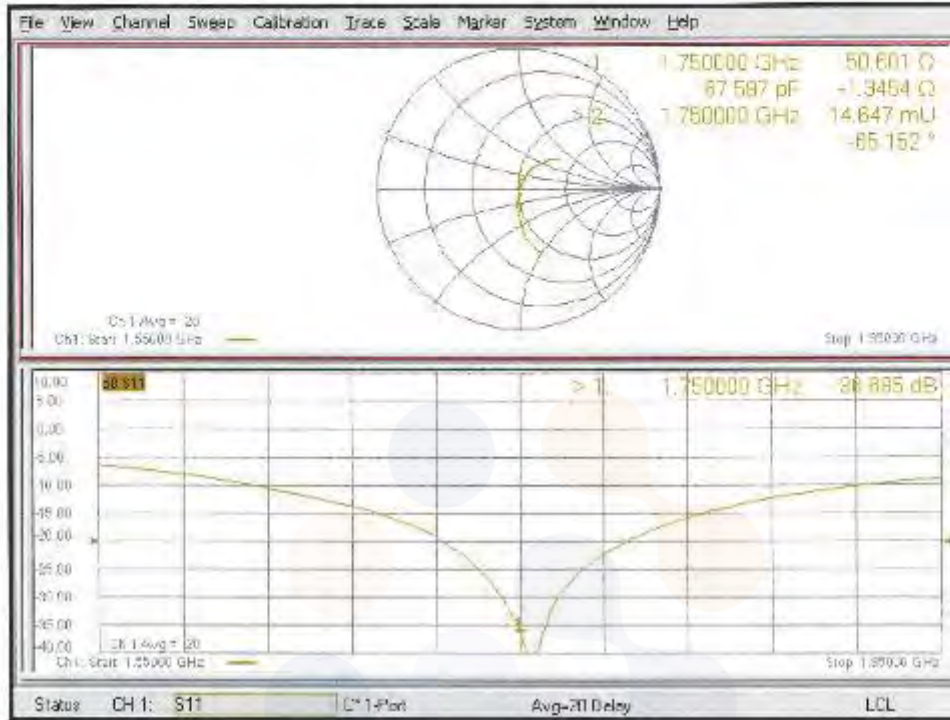 File View Channel Sweep Calibration Trace Scale Marker System Window Help
1. 1.750000 GHz 50.601 Ω
67.597 pF -1.3454 Ω
> 2. 1.750000 GHz 14.647 mU
-65.152 °
Ch 1 Avg = 20
Ch1: Start 1.55000 GHz
Stop 1.95000 GHz
10.00
5.00
0.00
-5.00
-10.00
-15.00
-20.00
-25.00
-30.00
-35.00
-40.00
dB S11
> 1. 1.750000 GHz
dB
Ch 1 Avg = 20
Ch1: Start 1.55000 GHz
Stop 1.95000 GHz
Status CH 1: S11 C* 1-Port Avg=20 Delay LCL